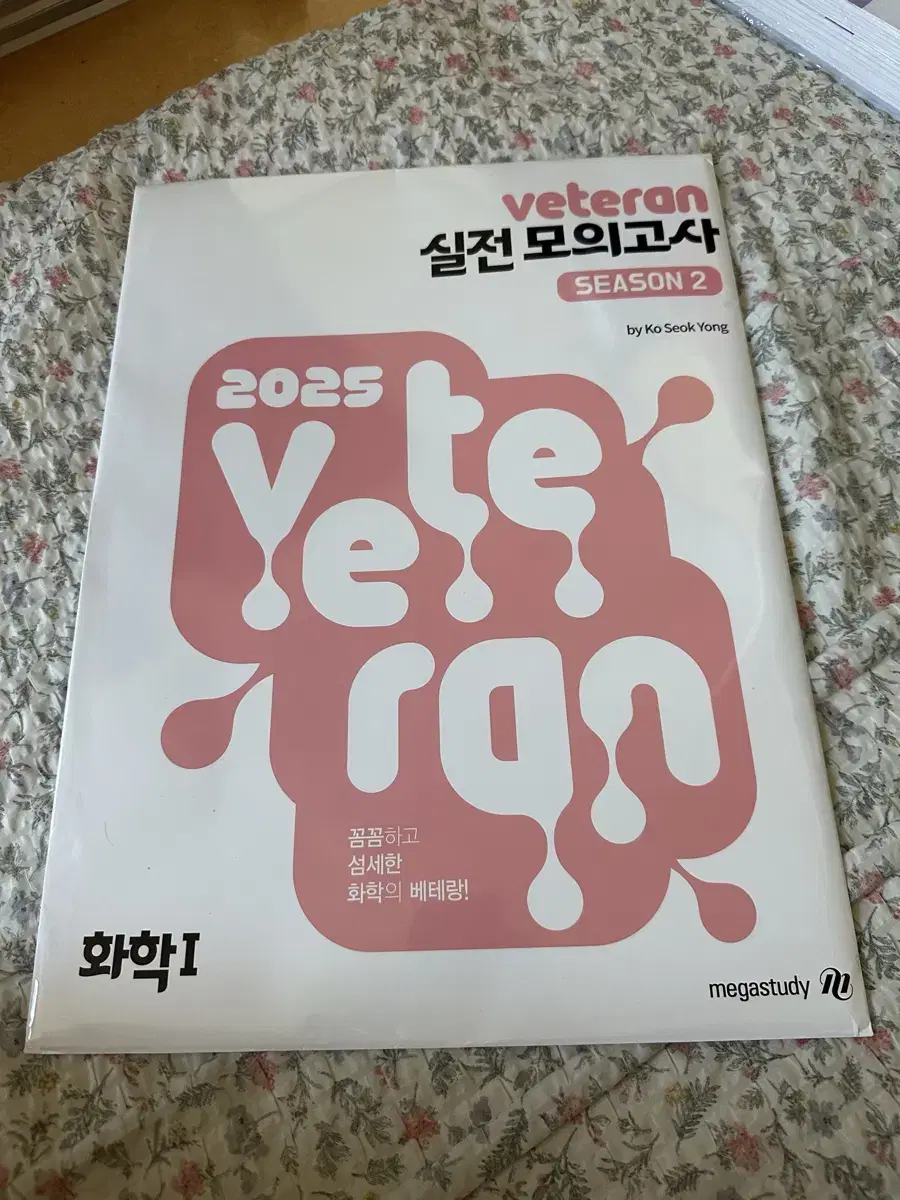 veteran
실전 모의고사
SEASON 2
by Ko Seok Yong
2025
veteran
꼼꼼하고
섬세한
화학의 베테랑!
화학 I
megastudy m